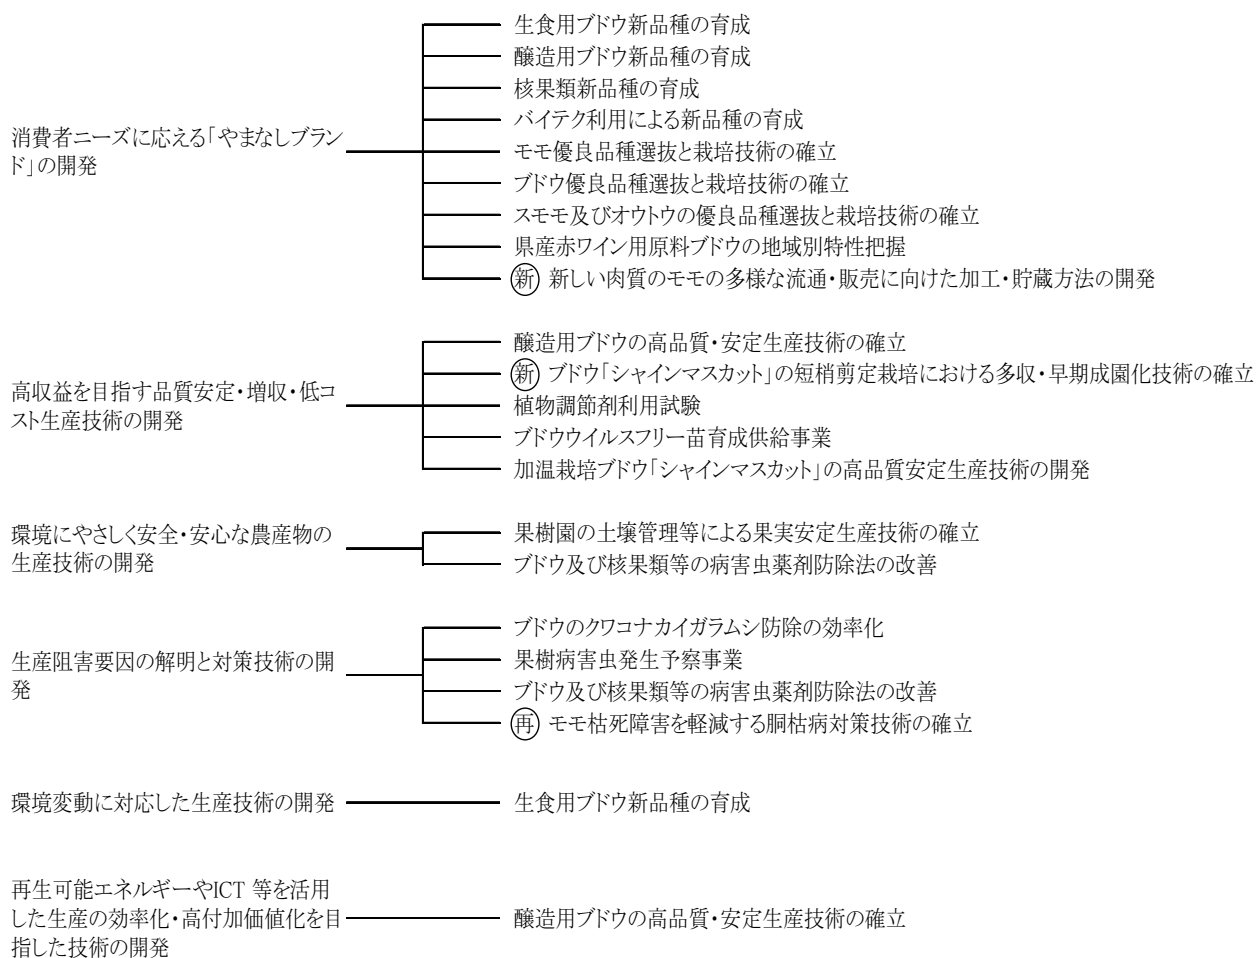 消費者ニーズに応える「やまなしブラン
ド」の開発
生食用ブドウ新品種の育成
醸造用ブドウ新品種の育成
核果類新品種の育成
バイテク利用による新品種の育成
モモ優良品種選抜と栽培技術の確立
ブドウ優良品種選抜と栽培技術の確立
スモモ及びオウトウの優良品種選抜と栽培技術の確立
県産赤ワイン用原料ブドウの地域別特性把握
新 新しい肉質のモモの多様な流通・販売に向けた加工・貯蔵方法の開発
高収益を目指す品質安定・増収・低コ
スト生産技術の開発
醸造用ブドウの高品質・安定生産技術の確立
新 ブドウ「シャインマスカット」の短梢剪定栽培における多収・早期成園化技術の確立
植物調節剤利用試験
ブドウウイルスフリー苗育成供給事業
加温栽培ブドウ「シャインマスカット」の高品質安定生産技術の開発
環境にやさしく安全・安心な農産物の
生産技術の開発
果樹園の土壌管理等による果実安定生産技術の確立
ブドウ及び核果類等の病害虫薬剤防除法の改善
生産阻害要因の解明と対策技術の開
発
ブドウのクワコナカイガラムシ防除の効率化
果樹病害虫発生予察事業
ブドウ及び核果類等の病害虫薬剤防除法の改善
再 モモ枯死障害を軽減する胴枯病対策技術の確立
環境変動に対応した生産技術の開発
生食用ブドウ新品種の育成
再生可能エネルギーやICT 等を活用
した生産の効率化・高付加価値化を目
指した技術の開発
醸造用ブドウの高品質・安定生産技術の確立